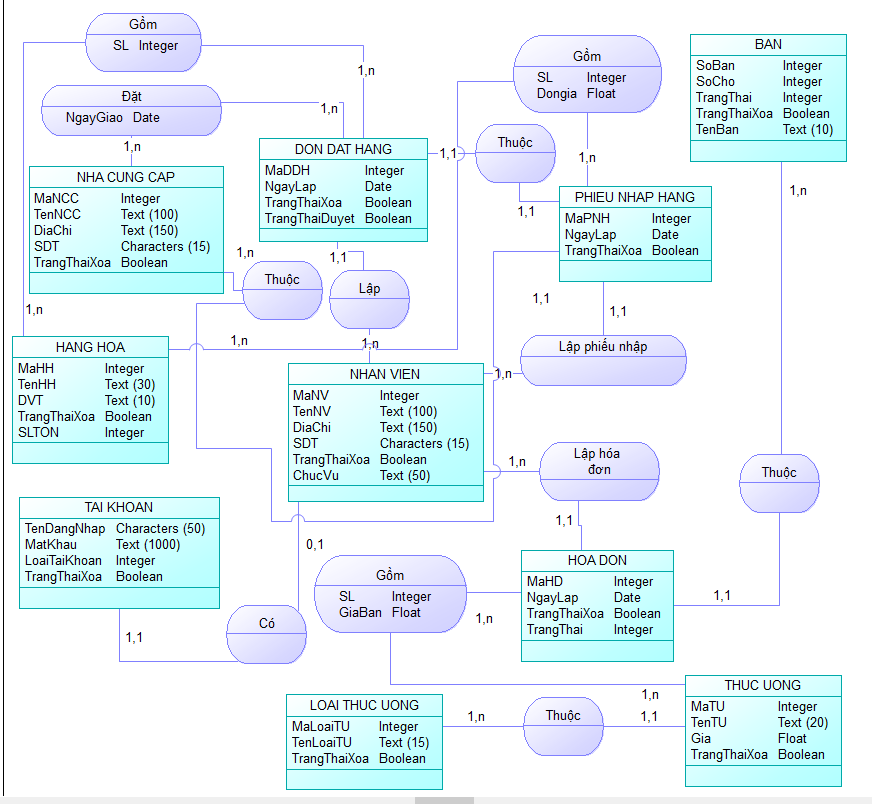 Gồm
SL Integer
1,n
Đặt
NgayGiao Date
1,n
1,n
Gồm
SL Integer
Dongia Float
1,n
BAN
SoBan Integer
SoCho Integer
TrangThai Integer
TrangThaiXoa Boolean
TenBan Text (10)
1,n
DON DAT HANG
MaDDH Integer
NgayLap Date
TrangThaiXoa Boolean
TrangThaiDuyet Boolean
1,1
Thuộc
1,1
NHA CUNG CAP
MaNCC Integer
TenNCC Text (100)
DiaChi Text (150)
SDT Characters (15)
TrangThaiXoa Boolean
PHIEU NHAP HANG
MaPNH Integer
NgayLap Date
TrangThaiXoa Boolean
1,n
Thuộc
1,1
Lập
1,n
1,1
1,1
1,n
1,n
Lập phiếu nhập
1,n
HANG HOA
MaHH Integer
TenHH Text (30)
DVT Text (10)
TrangThaiXoa Boolean
SLTON Integer
NHAN VIEN
MaNV Integer
TenNV Text (100)
DiaChi Text (150)
SDT Characters (15)
TrangThaiXoa Boolean
ChucVu Text (50)
1,n
Lập hóa
đơn
1,1
Thuộc
1,1
TAI KHOAN
TenDangNhap Characters (50)
MatKhau Text (1000)
LoaiTaiKhoan Integer
TrangThaiXoa Boolean
0,1
1,1
Có
Gồm
SL Integer
GiaBan Float
1,n
HOA DON
MaHD Integer
NgayLap Date
TrangThaiXoa Boolean
TrangThai Integer
1,n
LOAI THUC UONG
MaLoaiTU Integer
TenLoaiTU Text (15)
TrangThaiXoa Boolean
1,n
Thuộc
1,1
THUC UONG
MaTU Integer
TenTU Text (20)
Gia Float
TrangThaiXoa Boolean